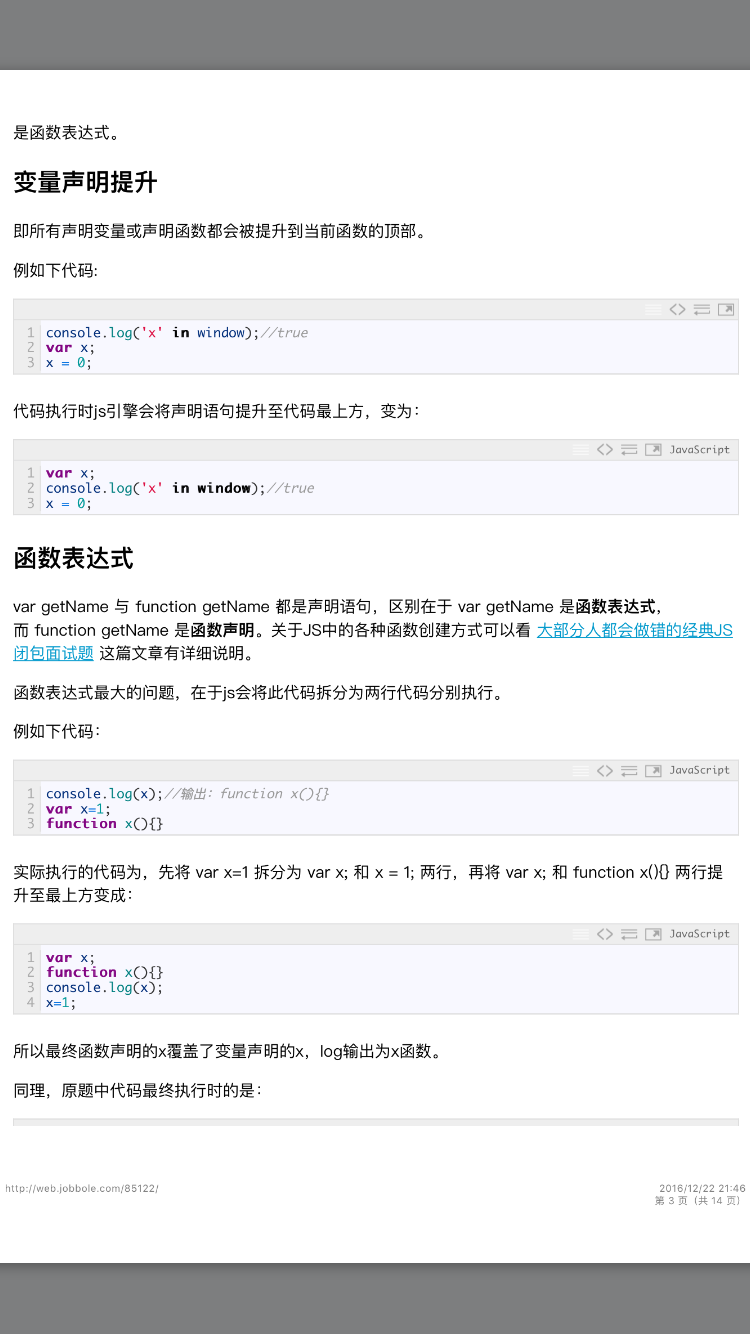 是函数表达式。
变量声明提升
即所有声明变量或声明函数都会被提升到当前函数的顶部。
例如下代码:
1 console.log('x' in window);//true
2 var x;
3 x = 0;
代码执行时js引擎会将声明语句提升至代码最上方，变为：
JavaScript
1 var x;
2 console.log('x' in window);//true
3 x = 0;
函数表达式
var getName 与 function getName 都是声明语句，区别在于 var getName 是函数表达式，
而 function getName 是函数声明。关于JS中的各种函数创建方式可以看 大部分人都会做错的经典JS
闭包面试题 这篇文章有详细说明。
函数表达式最大的问题，在于js会将此代码拆分为两行代码分别执行。
例如下代码：
JavaScript
1 console.log(x);//输出：function x(){}
2 var x=1;
3 function x(){}
实际执行的代码为，先将 var x=1 拆分为 var x; 和 x = 1; 两行，再将 var x; 和 function x(){} 两行提
升至最上方变成：
JavaScript
1 var x;
2 function x(){}
3 console.log(x);
4 x=1;
所以最终函数声明的x覆盖了变量声明的x，log输出为x函数。
同理，原题中代码最终执行时的是：
http://web.jobbole.com/85122/
2016/12/22 21:46
第 3 页（共 14 页）